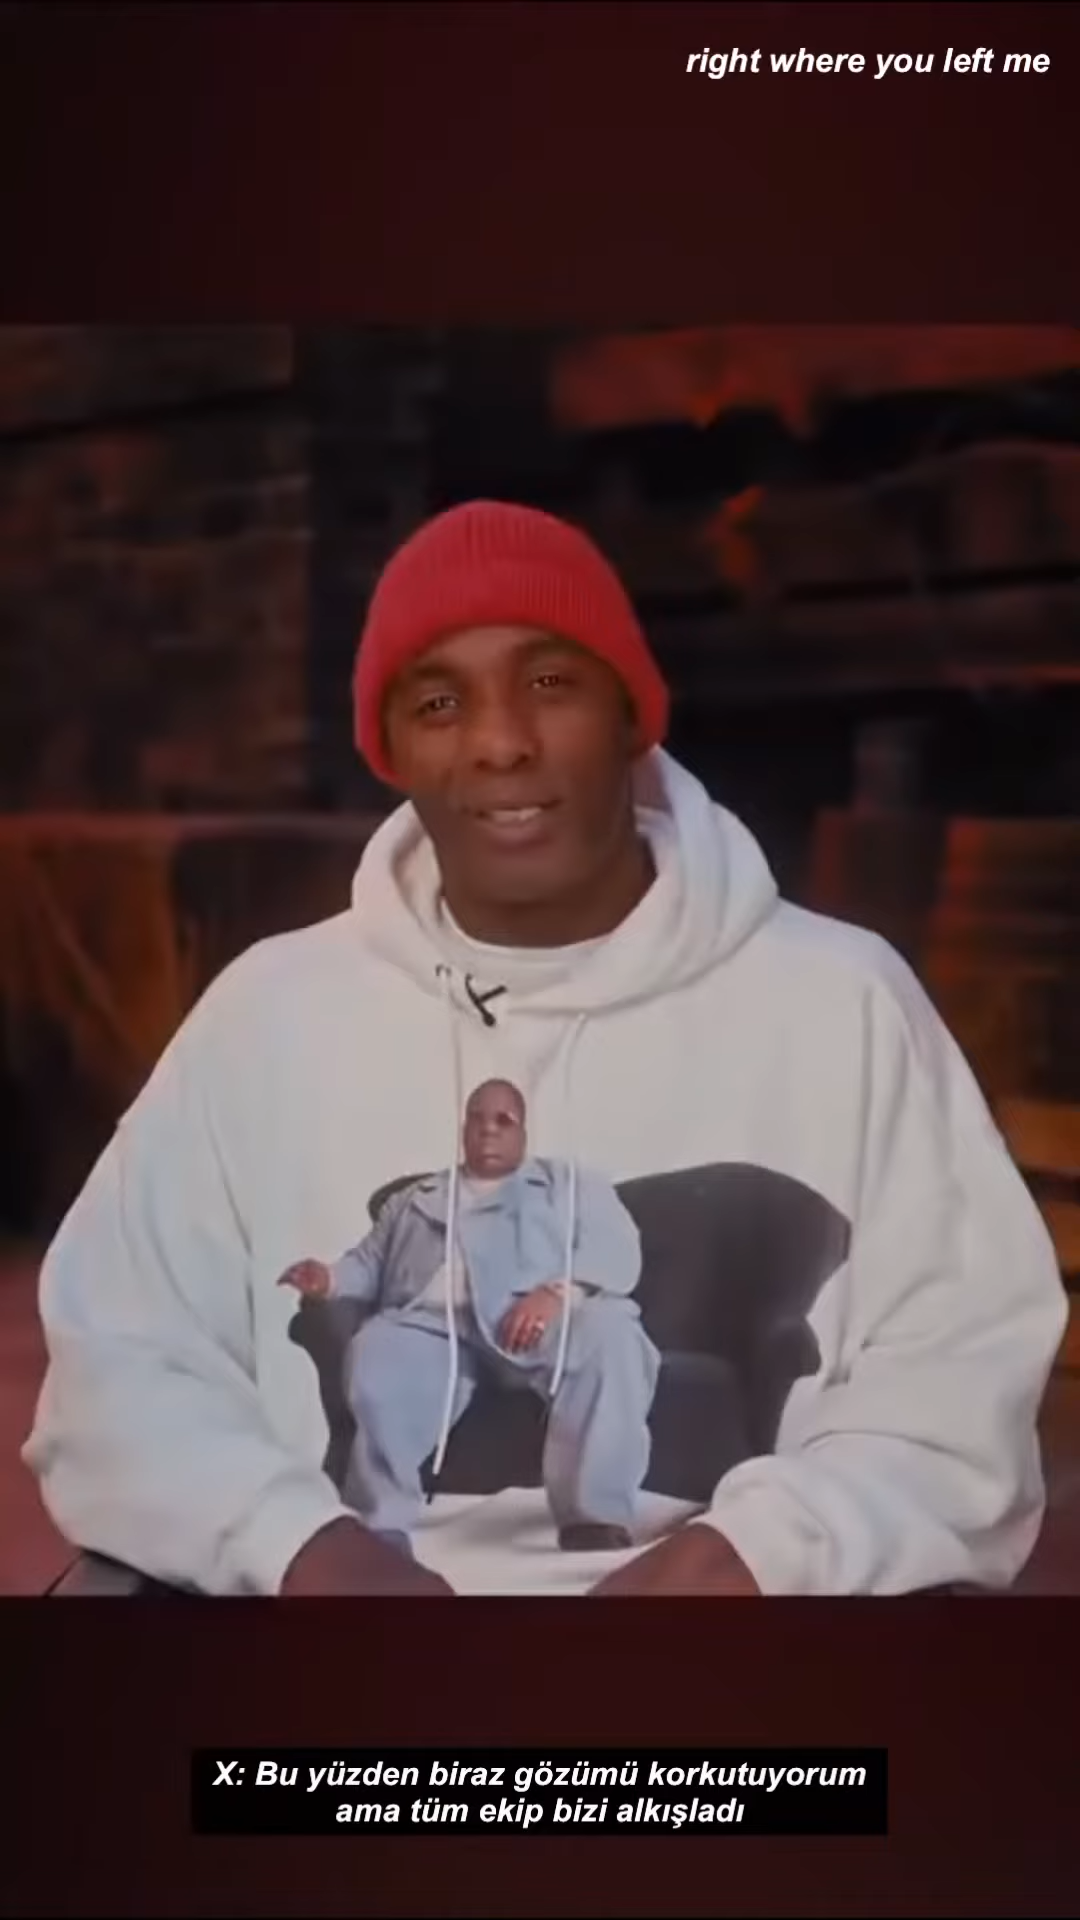 right where you left me
X: Bu yüzden biraz gözümü korkutuyorum
ama tüm ekip bizi alkışladı